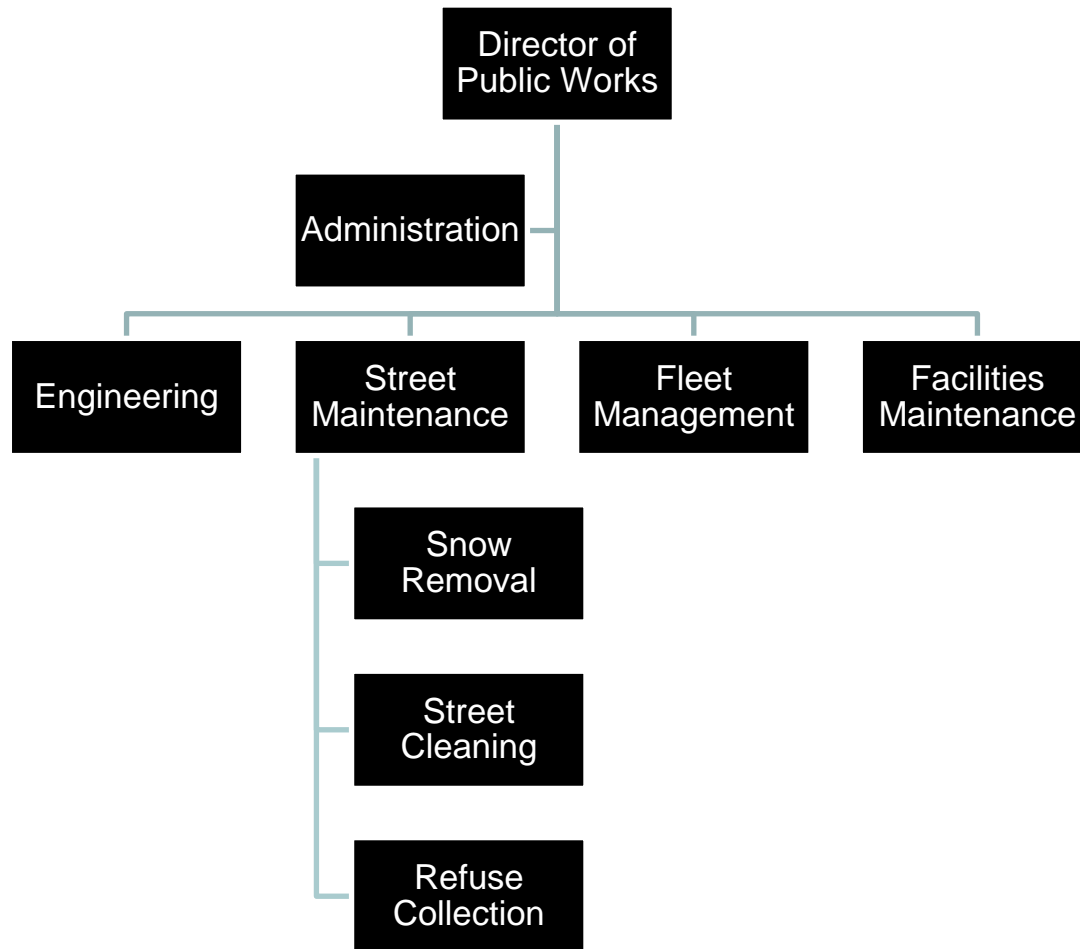 Director of
Public Works
Administration
Engineering
Street
Maintenance
Fleet
Management
Facilities
Maintenance
Snow
Removal
Street
Cleaning
Refuse
Collection